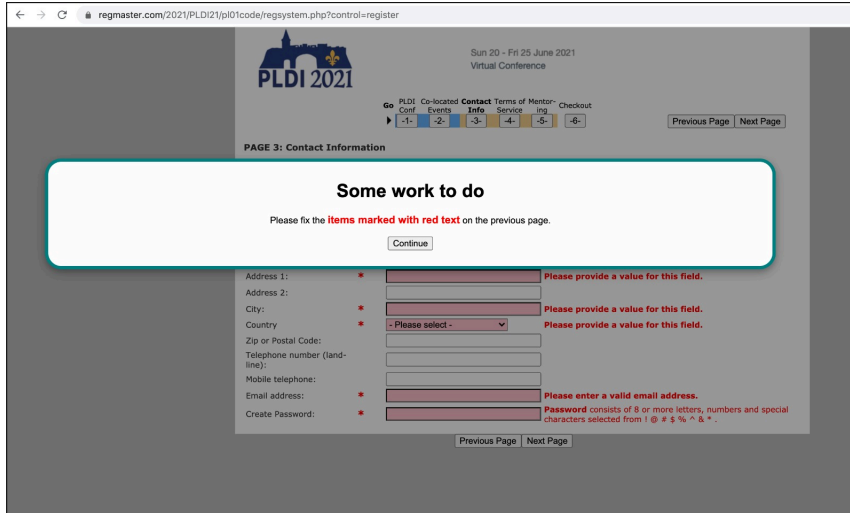 regmaster.com/2021/PLDI21/pl01code/regsystem.php?control=register
PLDI 2021
Sun 20 - Fri 25 June 2021
Virtual Conference
Go PLDI Conf Co-located Events Contact Info Terms of Service Mentor-ing Checkout
-1- -2- -3- -4- -5- -6-
Previous Page Next Page
PAGE 3: Contact Information
Some work to do
Please fix the items marked with red text on the previous page.
Continue
Address 1: * Please provide a value for this field.
Address 2:
City: * Please provide a value for this field.
Country * - Please select - Please provide a value for this field.
Zip or Postal Code:
Telephone number (land-
line):
Mobile telephone:
Email address: * Please enter a valid email address.
Create Password: * Password consists of 8 or more letters, numbers and special
characters selected from ! @ # $ % ^ & * .
Previous Page Next Page